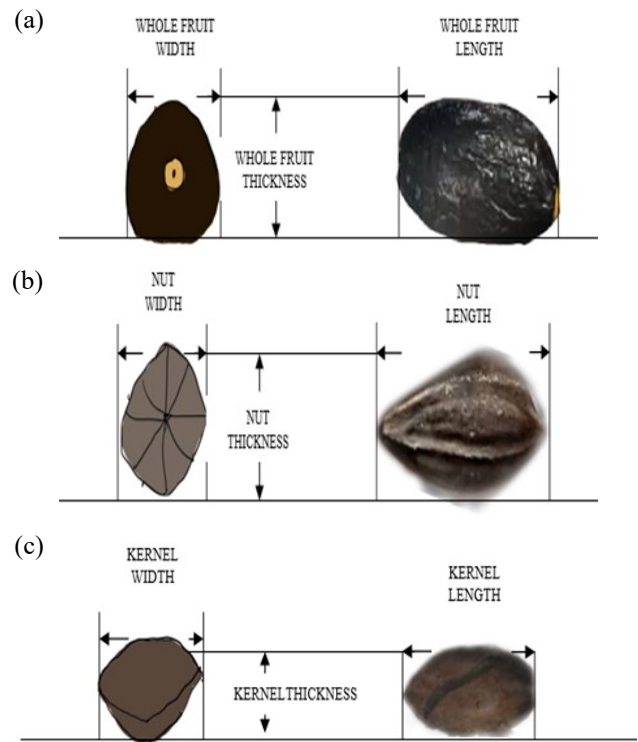 (a)
WHOLE FRUIT
WIDTH
WHOLE FRUIT
LENGTH
WHOLE FRUIT
THICKNESS
(b)
NUT
WIDTH
NUT
LENGTH
NUT
THICKNESS
(c)
KERNEL
WIDTH
KERNEL
LENGTH
KERNEL THICKNESS